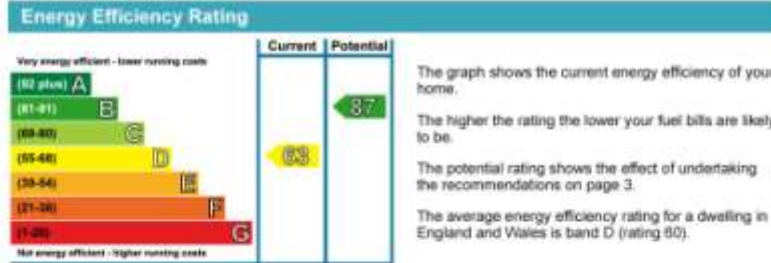 Energy Efficiency Rating
Current Potential
Very energy efficient - lower running costs
(92 plus) A
(81-91) B
87
(69-80) C
(55-68) D
63
(39-54) E
(21-38) F
(1-20) G
Not energy efficient - higher running costs
The graph shows the current energy efficiency of your
home.
The higher the rating the lower your fuel bills are likely
to be.
The potential rating shows the effect of undertaking
the recommendations on page 3.
The average energy efficiency rating for a dwelling in
England and Wales is band D (rating 60).